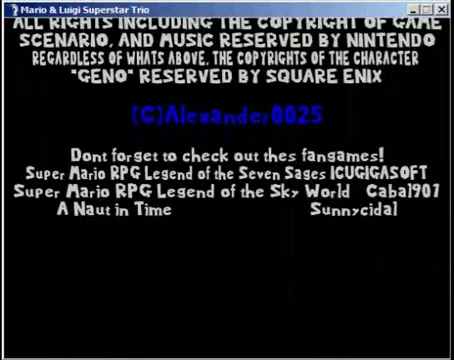 Mario & Luigi Superstar Trio
ALL RIGHTS INCLUDING THE COPYRIGHT OF GAME
SCENARIO, AND MUSIC RESERVED BY NINTENDO
REGARDLESS OF WHATS ABOVE, THE COPYRIGHTS OF THE CHARACTER
"GENO" RESERVED BY SQUARE ENIX
(C)Alexander0025
Dont forget to check out thes fangames!
Super Mario RPG Legend of the Seven Sages ICUGIGASOFT
Super Mario RPG Legend of the Sky World Cabal907
A Naut in Time Sunnycidal